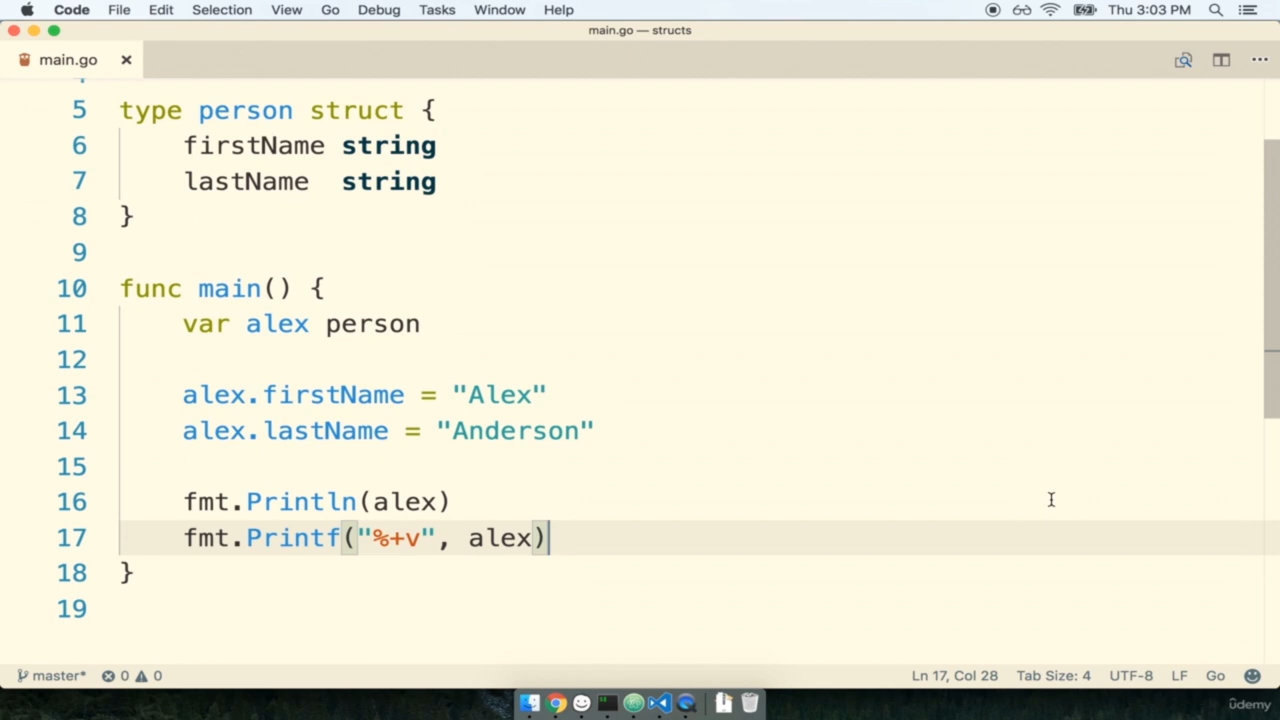 Code File Edit Selection View Go Debug Tasks Window Help Thu 3:03 PM
main.go — structs
main.go
5 type person struct {
6 firstName string
7 lastName string
8 }
9
10 func main() {
11 var alex person
12
13 alex.firstName = "Alex"
14 alex.lastName = "Anderson"
15
16 fmt.Println(alex)
17 fmt.Printf("%+v", alex)
18 }
19
master* 0 0 Ln 17, Col 28 Tab Size: 4 UTF-8 LF Go
ûdemy